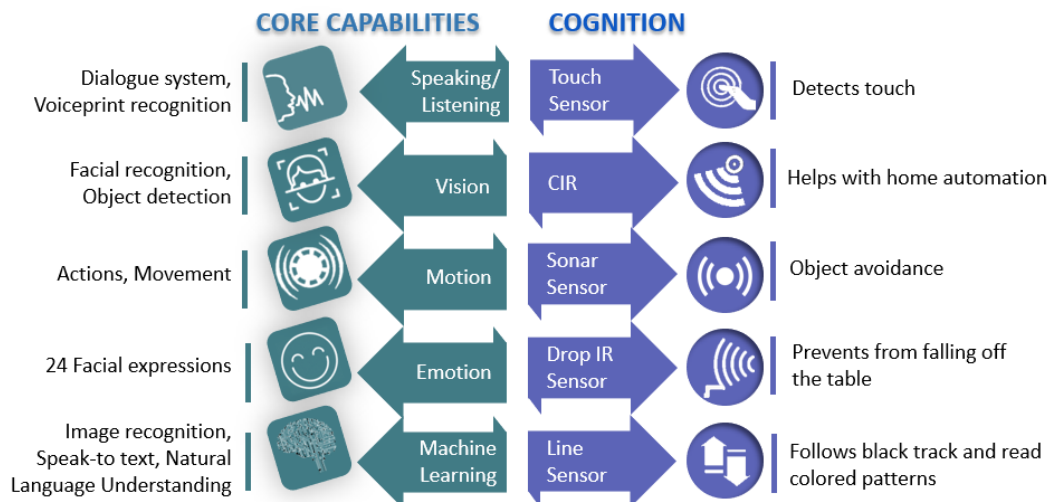 CORE CAPABILITIES
COGNITION
Dialogue system,
Voiceprint recognition
Speaking/
Listening
Touch
Sensor
Detects touch
Facial recognition,
Object detection
Vision
CIR
Helps with home automation
Actions, Movement
Motion
Sonar
Sensor
Object avoidance
24 Facial expressions
Emotion
Drop IR
Sensor
Prevents from falling off
the table
Image recognition,
Speak-to text, Natural
Language Understanding
Machine
Learning
Line
Sensor
Follows black track and read
colored patterns